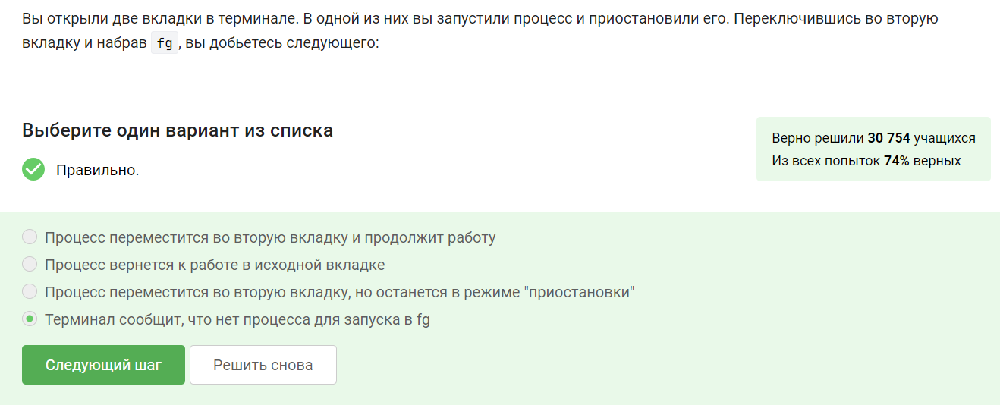 Вы открыли две вкладки в терминале. В одной из них вы запустили процесс и приостановили его. Переключившись во вторую
вкладку и набрав fg, вы добьетесь следующего:
Выберите один вариант из списка
Правильно.
Верно решили 30 754 учащихся
Из всех попыток 74% верных
Процесс переместится во вторую вкладку и продолжит работу
Процесс вернется к работе в исходной вкладке
Процесс переместится во вторую вкладку, но останется в режиме "приостановки"
Терминал сообщит, что нет процесса для запуска в fg
Следующий шаг
Решить снова